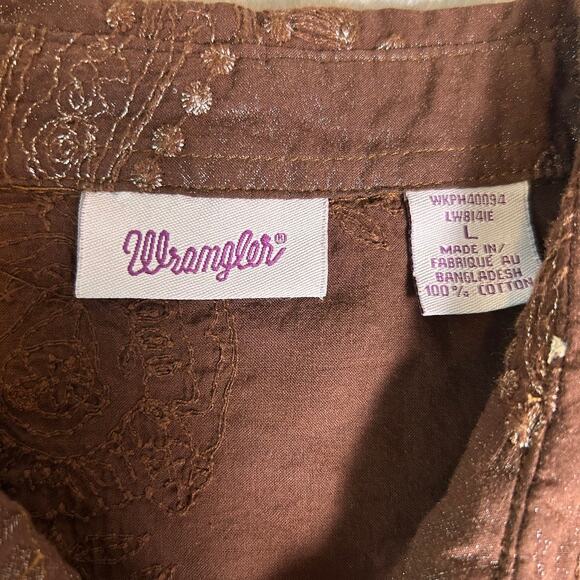 Wrangler®
WKPH40094
LW8141E
L
MADE IN/
FABRIQUE AU
BANGLADESH
100% COTTON